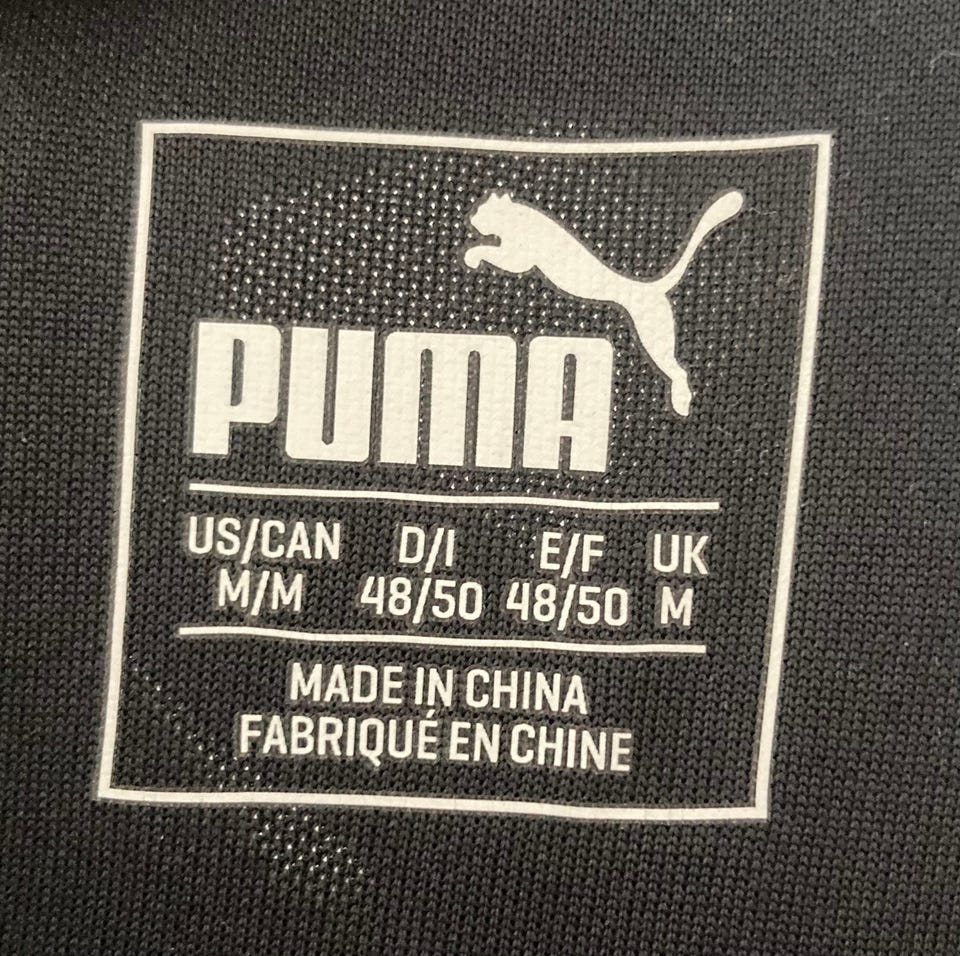 PUMA
US/CAN D/I E/F UK
M/M 48/50 48/50 M
MADE IN CHINA
FABRIQUÉ EN CHINE